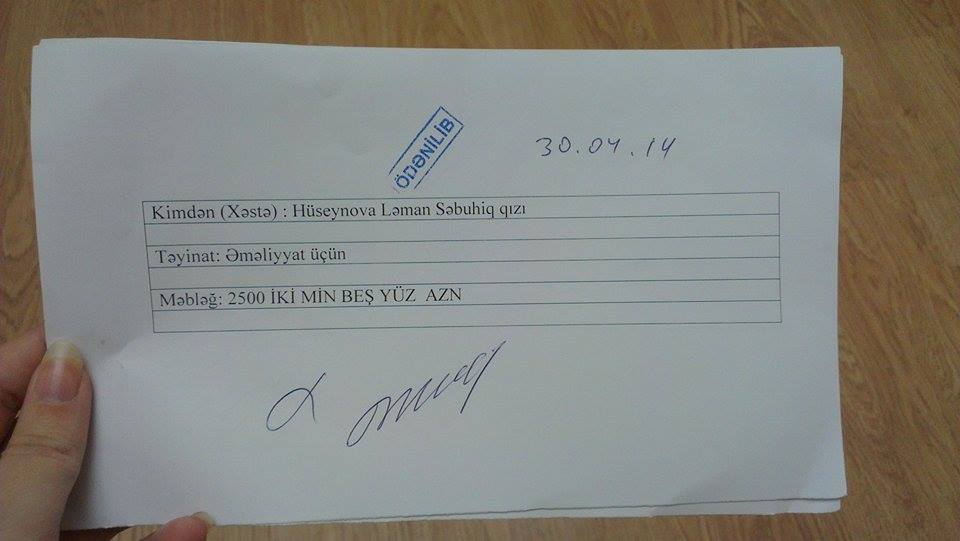 ÖDƏNİLİB
30.04.14
Kimdən (Xəstə) : Hüseynova Ləman Səbuhiq qızı
Təyinat: Əməliyyat üçün
Məbləğ: 2500 İKİ MİN BEŞ YÜZ AZN